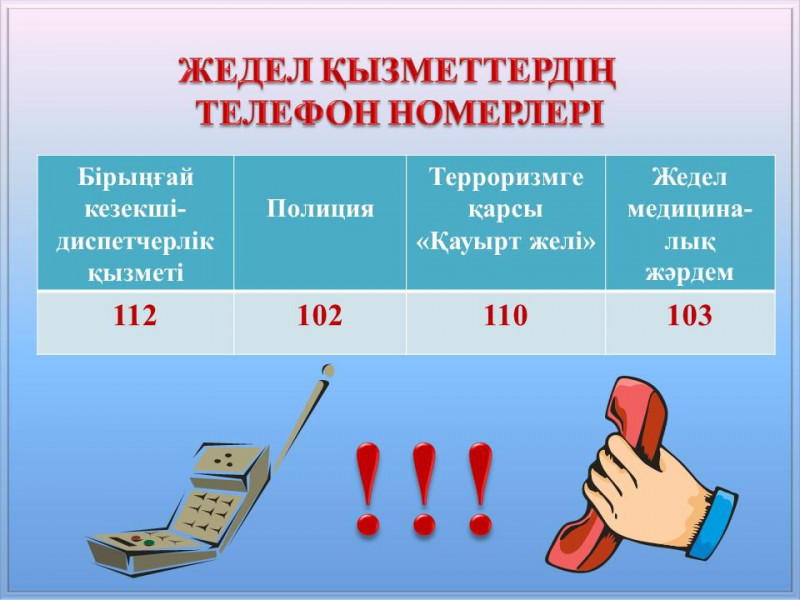 ЖЕДЕЛ ҚЫЗМЕТТЕРДІҢ
ТЕЛЕФОН НОМЕРЛЕРІ
Бірыңғай
кезекші-
диспетчерлік
қызметі
Полиция
Терроризмге
қарсы
«Қауырт желі»
Жедел
медицина-
лық
жәрдем
112
102
110
103
!!!